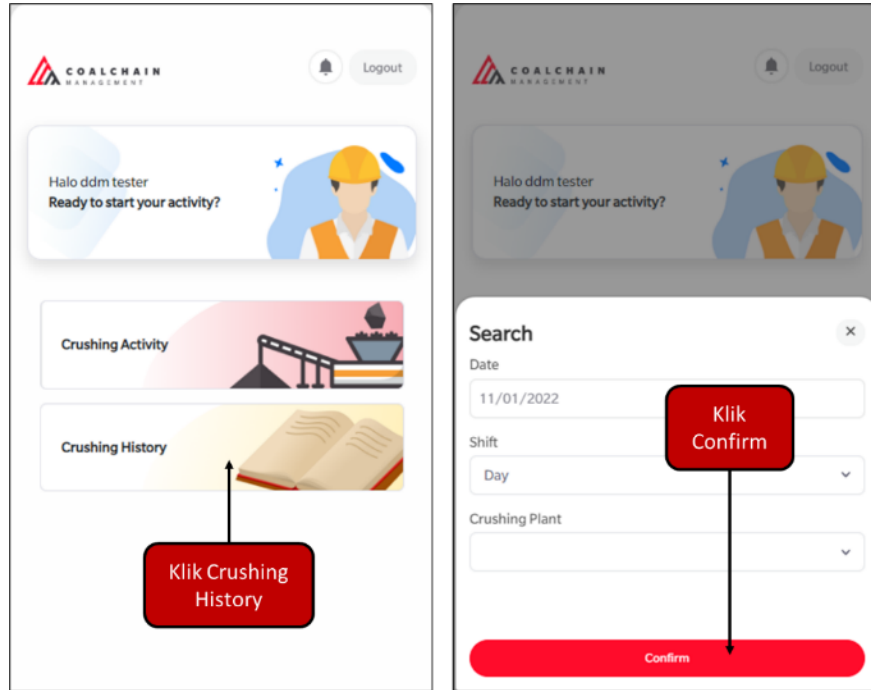 COALCHAIN
MANAGEMENT
Logout
Halo ddm tester
Ready to start your activity?
Crushing Activity
Crushing History
Klik Crushing
History
COALCHAIN
MANAGEMENT
Logout
Halo ddm tester
Ready to start your activity?
Search
Date
11/01/2022
Klik
Confirm
Shift
Day
Crushing Plant
Confirm